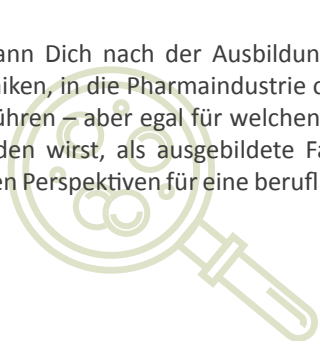 ann Dich nach der Ausbildun
niken, in die Pharmaindustrie
ühren – aber egal für welchen
den wirst, als ausgebildete Fa
en Perspektiven für eine berufl